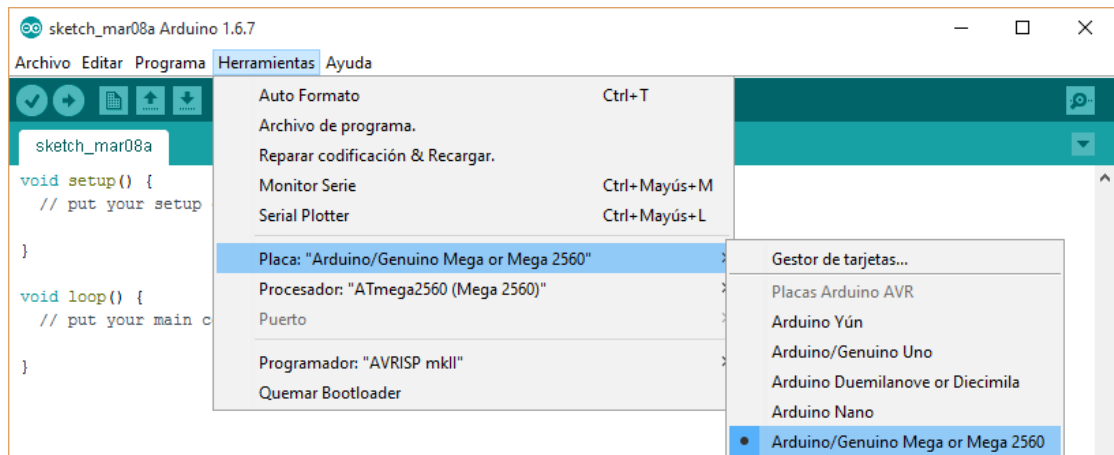 sketch_mar08a Arduino 1.6.7
Archivo Editar Programa Herramientas Ayuda
sketch_mar08a
void setup() {
// put your setup
}
void loop() {
// put your main c
}
Auto Formato Ctrl+T
Archivo de programa.
Reparar codificación & Recargar.
Monitor Serie Ctrl+Mayús+M
Serial Plotter Ctrl+Mayús+L
Placa: "Arduino/Genuino Mega or Mega 2560"
Procesador: "ATmega2560 (Mega 2560)"
Puerto
Programador: "AVRISP mkII"
Quemar Bootloader
Gestor de tarjetas...
Placas Arduino AVR
Arduino Yún
Arduino/Genuino Uno
Arduino Duemilanove or Diecimila
Arduino Nano
Arduino/Genuino Mega or Mega 2560